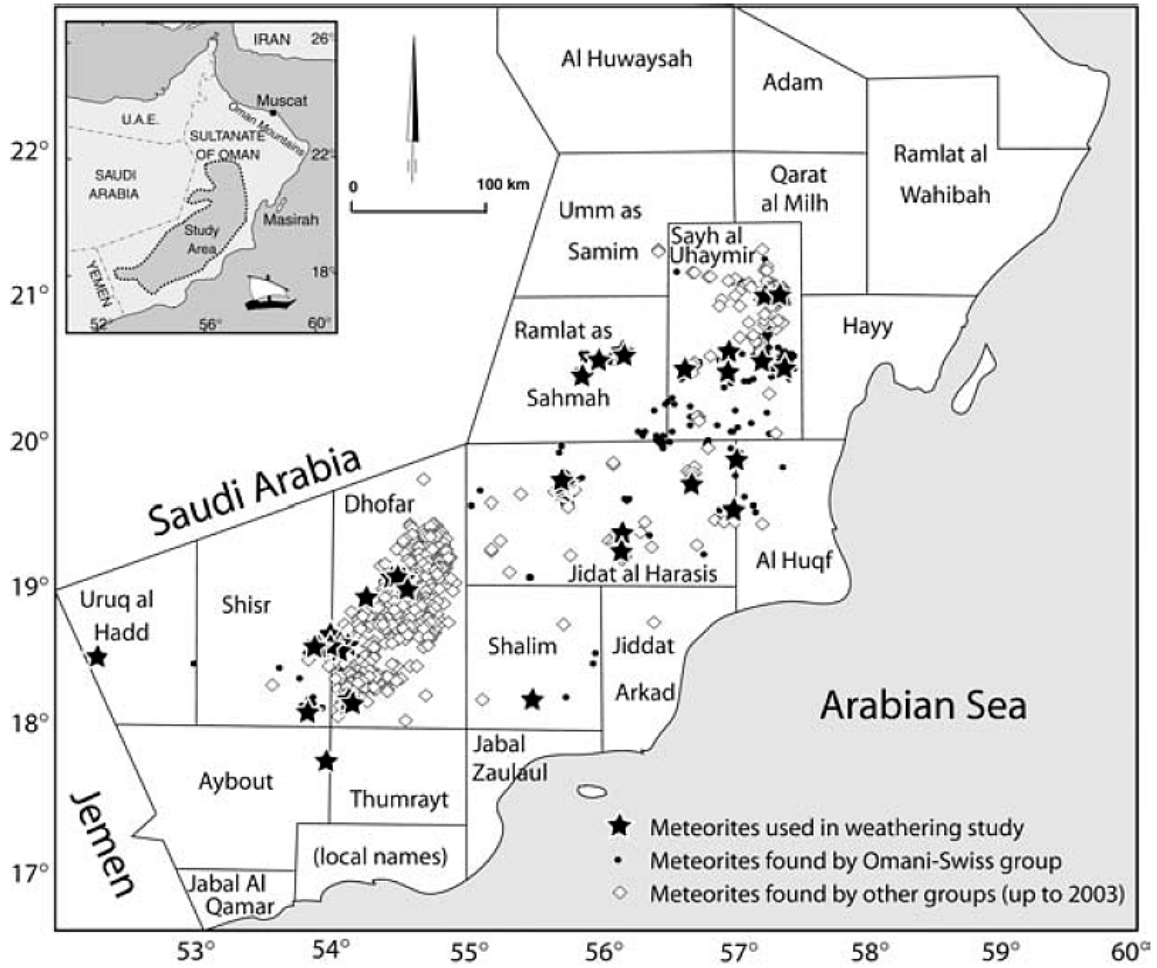 IRAN
26°
Muscat
Oman Mountains
U.A.E.
SULTANATE
OF OMAN
22°
SAUDI
ARABIA
Masirah
Study
Area
YEMEN
18°
52°
56°
60°
0
100 km
Al Huwaysah
Adam
22°
Ramlat al
Wahibah
Qarat
al Milh
Umm as
Samim
Sayh al
Uhaymir
21°
Ramlat as
Sahmah
Hayy
20°
Saudi Arabia
Dhofar
Jidat al Harasis
Al Huqf
19°
Uruq al
Hadd
Shisr
Shalim
Jiddat
Arkad
Arabian Sea
18°
Jabal
Zaulaul
Aybout
Thumrayt
Jemen
(local names)
17°
Jabal Al
Qamar
Meteorites used in weathering study
Meteorites found by Omani-Swiss group
Meteorites found by other groups (up to 2003)
53°
54°
55°
56°
57°
58°
59°
60°